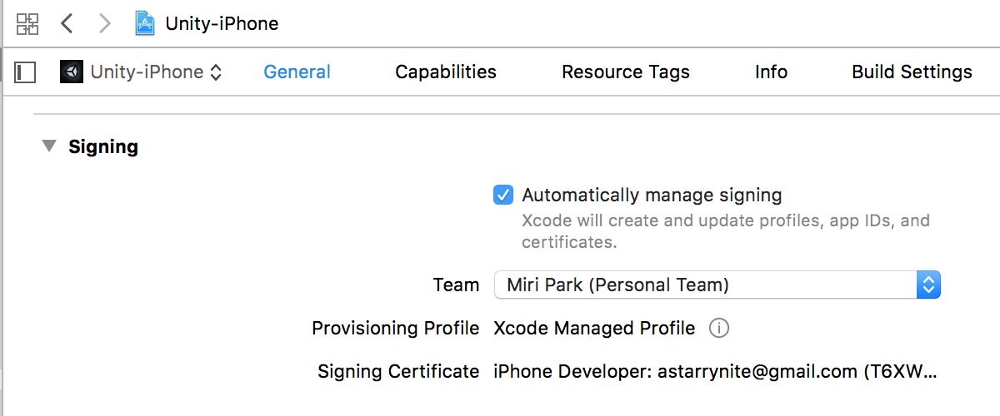 Unity-iPhone
Unity-iPhone General Capabilities Resource Tags Info Build Settings
Signing
Automatically manage signing
Xcode will create and update profiles, app IDs, and
certificates.
Team Miri Park (Personal Team)
Provisioning Profile Xcode Managed Profile
Signing Certificate iPhone Developer: astarrynite@gmail.com (T6XW...